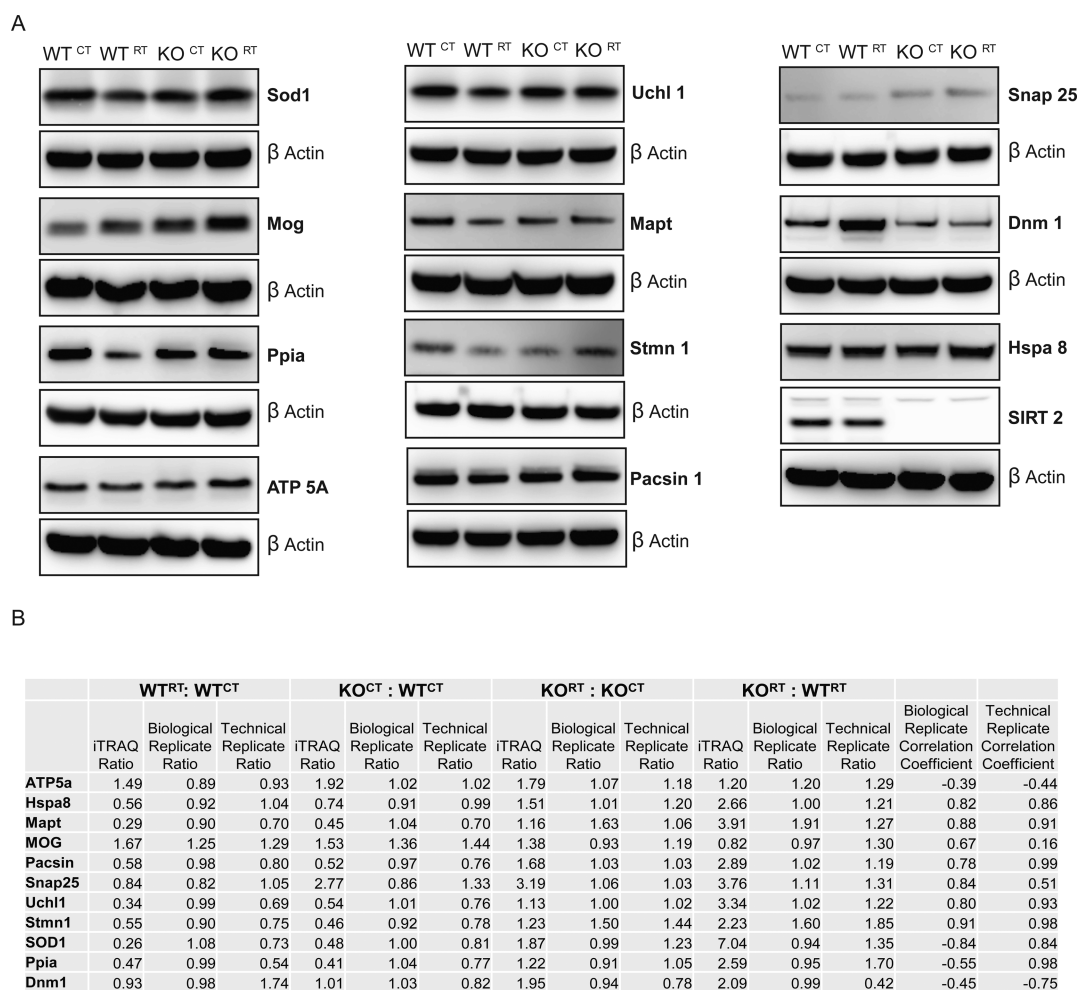 A
WT CT WT RT KO CT KO RT
Sod1
β Actin
Mog
β Actin
Ppia
β Actin
ATP 5A
β Actin
WT CT WT RT KO CT KO RT
Uchl 1
β Actin
Mapt
β Actin
Stmn 1
β Actin
Pacsin 1
β Actin
WT CT WT RT KO CT KO RT
Snap 25
β Actin
Dnm 1
β Actin
Hspa 8
SIRT 2
β Actin
B
WTRT: WTCT KOCT : WTCT KORT : KOCT KORT : WTRT
iTRAQ Ratio Biological Replicate Ratio Technical Replicate Ratio iTRAQ Ratio Biological Replicate Ratio Technical Replicate Ratio iTRAQ Ratio Biological Replicate Ratio Technical Replicate Ratio iTRAQ Ratio Biological Replicate Ratio Technical Replicate Ratio Biological Replicate Correlation Coefficient Technical Replicate Correlation Coefficient
ATP5a 1.49 0.89 0.93 1.92 1.02 1.02 1.79 1.07 1.18 1.20 1.20 1.29 -0.39 -0.44
Hspa8 0.56 0.92 1.04 0.74 0.91 0.99 1.51 1.01 1.20 2.66 1.00 1.21 0.82 0.86
Mapt 0.29 0.90 0.70 0.45 1.04 0.70 1.16 1.63 1.06 3.91 1.91 1.27 0.88 0.91
MOG 1.67 1.25 1.29 1.53 1.36 1.44 1.38 0.93 1.19 0.82 0.97 1.30 0.67 0.16
Pacsin 0.58 0.98 0.80 0.52 0.97 0.76 1.68 1.03 1.03 2.89 1.02 1.19 0.78 0.99
Snap25 0.84 0.82 1.05 2.77 0.86 1.33 3.19 1.06 1.03 3.76 1.11 1.31 0.84 0.51
Uchl1 0.34 0.99 0.69 0.54 1.01 0.76 1.13 1.00 1.02 3.34 1.02 1.22 0.80 0.93
Stmn1 0.55 0.90 0.75 0.46 0.92 0.78 1.23 1.50 1.44 2.23 1.60 1.85 0.91 0.98
SOD1 0.26 1.08 0.73 0.48 1.00 0.81 1.87 0.99 1.23 7.04 0.94 1.35 -0.84 0.84
Ppia 0.47 0.99 0.54 0.41 1.04 0.77 1.22 0.91 1.05 2.59 0.95 1.70 -0.55 0.98
Dnm1 0.93 0.98 1.74 1.01 1.03 0.82 1.95 0.94 0.78 2.09 0.99 0.42 -0.45 -0.75